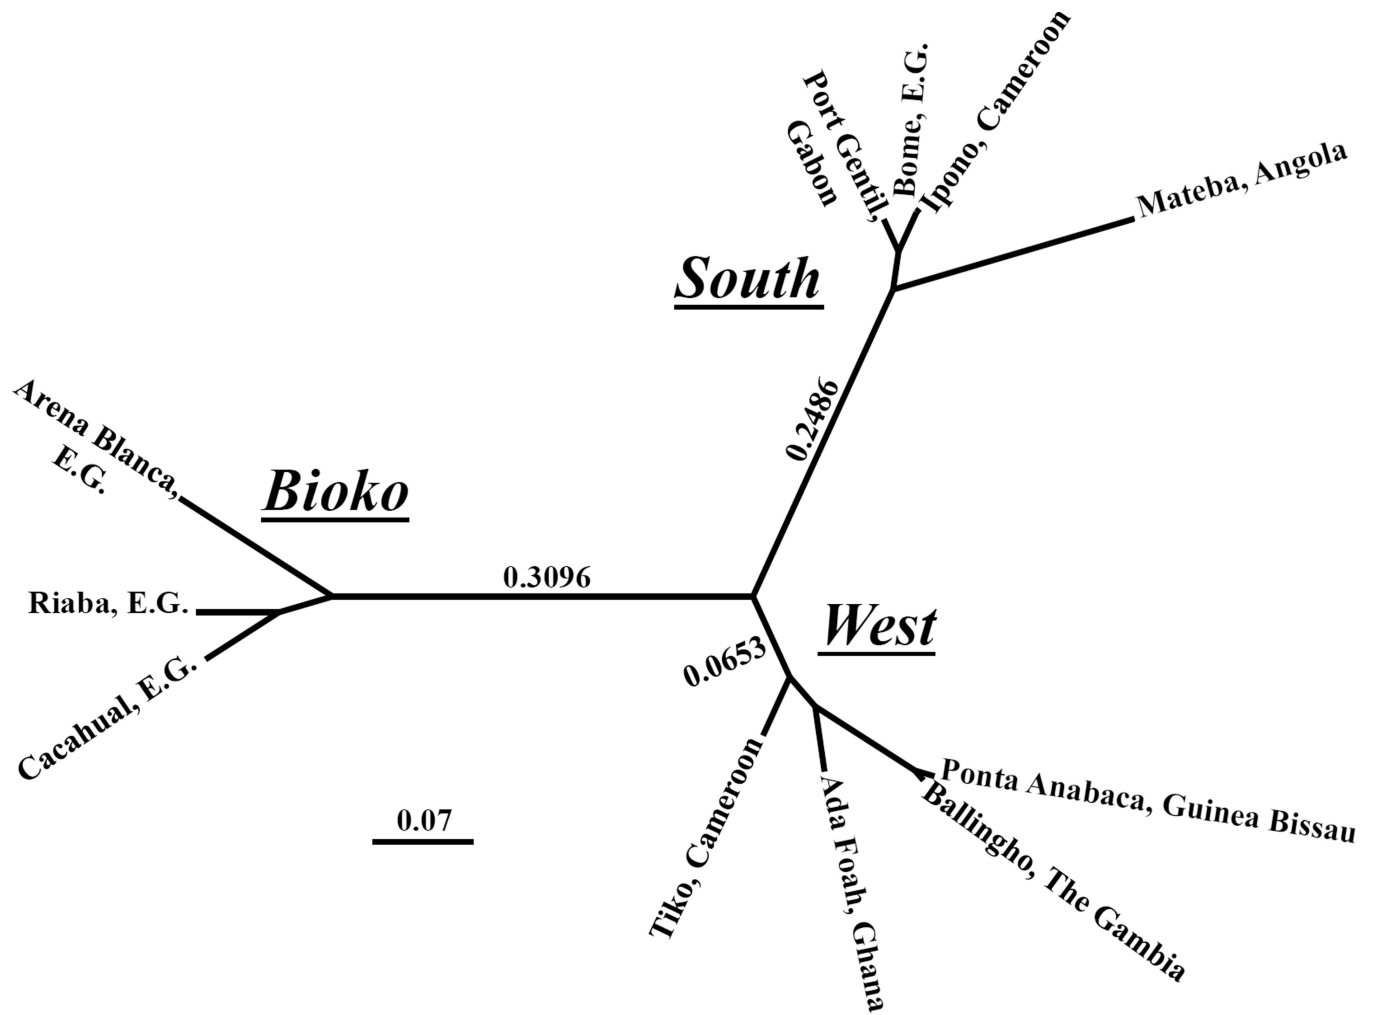 Port Gentil,
Gabon
Bome, E.G.
Ipono, Cameroon
Mateba, Angola
South
0.2486
Arena Blanca,
E.G.
Bioko
0.3096
Riaba, E.G.
Cacahual, E.G.
West
0.0653
Tiko, Cameroon
Ada Foah, Ghana
Ponta Anabaca, Guinea Bissau
Ballingho, The Gambia
0.07